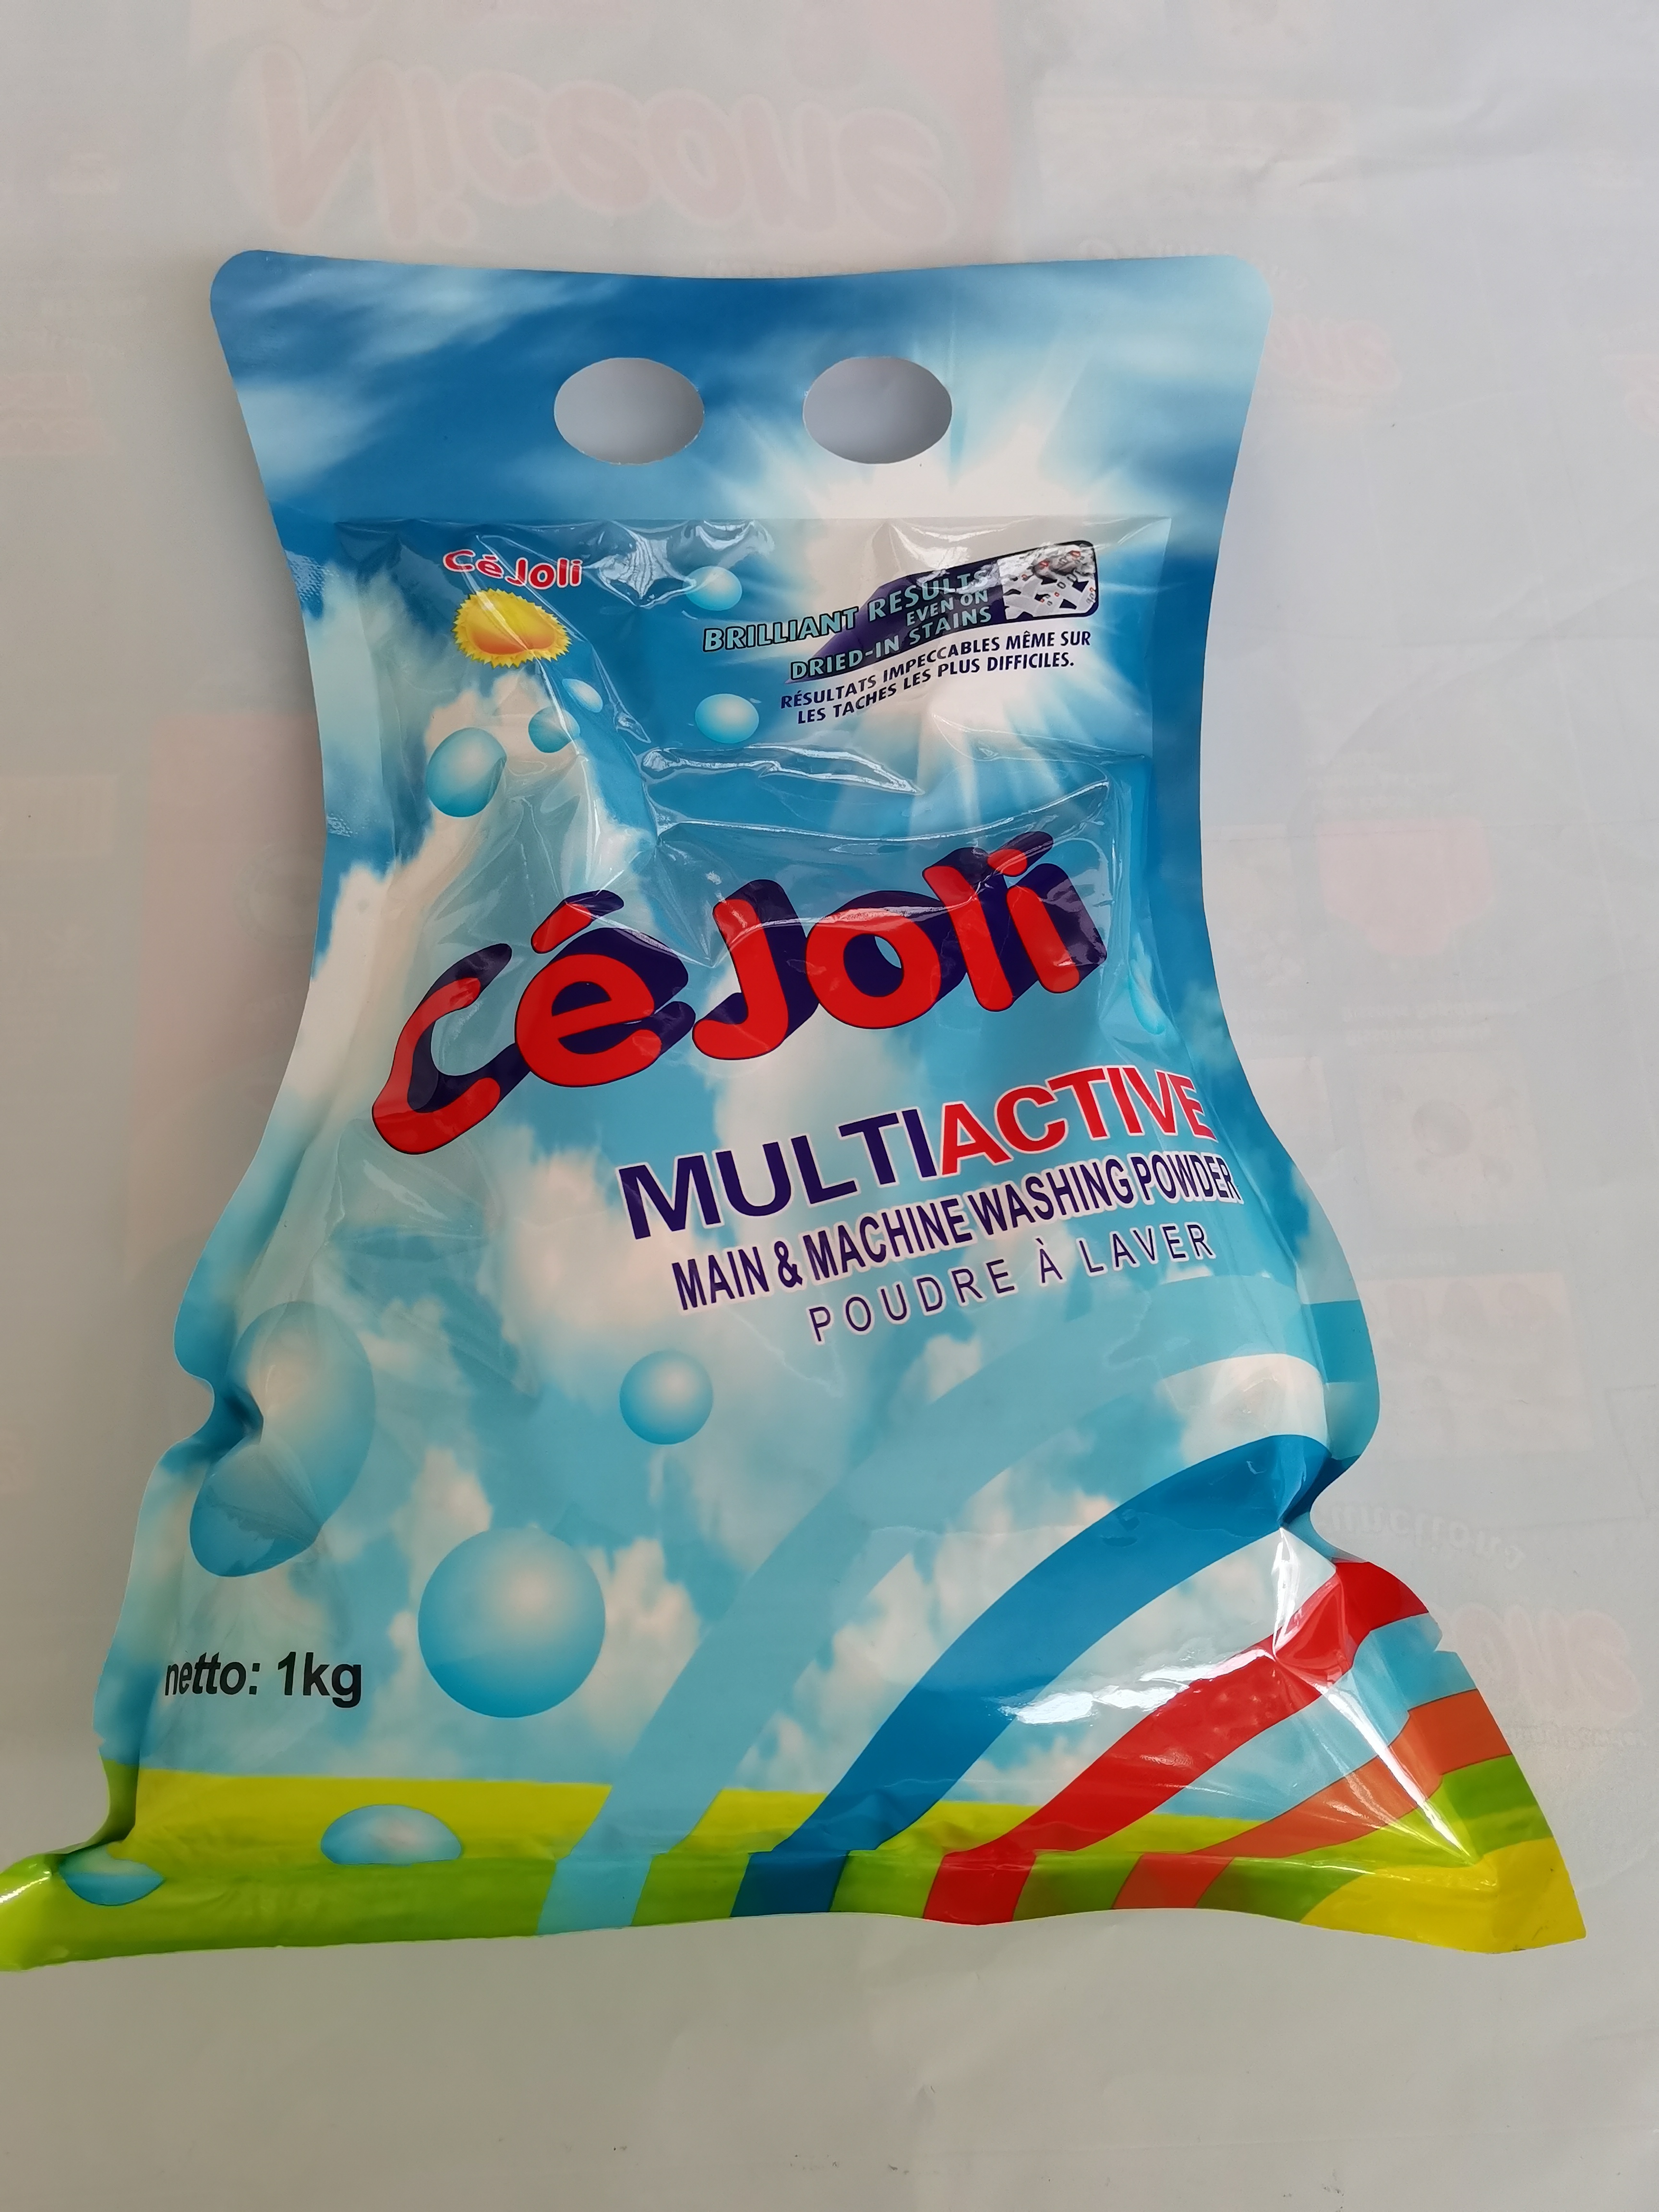 CéJoli
BRILLIANT RESULTS
EVEN ON
DRIED-IN STAINS
RÉSULTATS IMPECCABLES MÊME SUR
LES TACHES LES PLUS DIFFICILES.
CéJoli
MULTIACTIVE
MAIN & MACHINE WASHING POWDER
POUDRE À LAVER
netto: 1kg